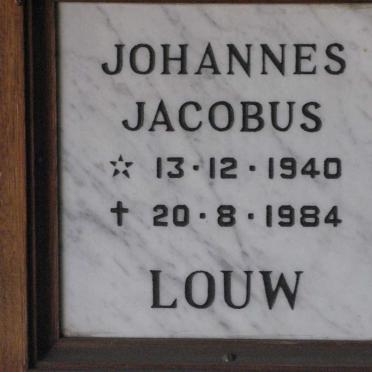 JOHANNES
JACOBUS
☆ 13·12·1940
† 20·8·1984
LOUW